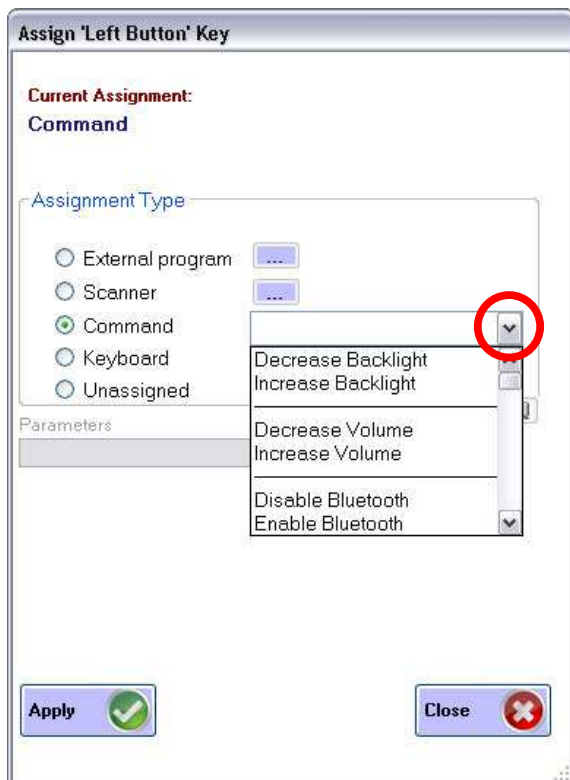 Assign 'Left Button' Key
Current Assignment:
Command
Assignment Type
External program ...
Scanner ...
Command
Keyboard
Unassigned
Decrease Backlight
Increase Backlight
Decrease Volume
Increase Volume
Disable Bluetooth
Enable Bluetooth
Parameters
Apply
Close